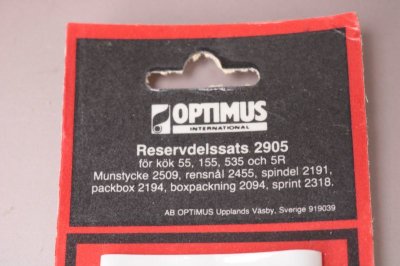 OPTIMUS
INTERNATIONAL
Reservdelssats 2905
för kök 55, 155, 535 och 5R
Munstycke 2509, rensnål 2455, spindel 2191,
packbox 2194, boxpackning 2094, sprint 2318.
AB OPTIMUS Upplands Väsby, Sverige 919039